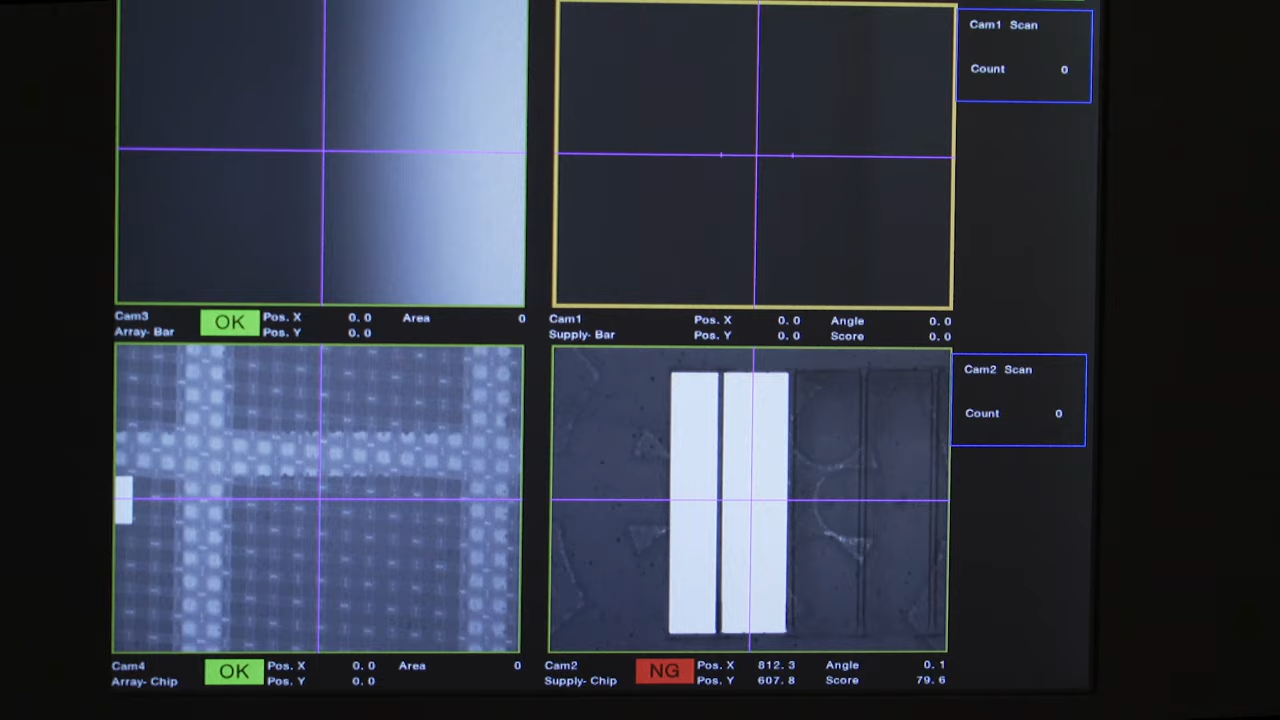 Cam1 Scan
Count 0
Cam3 OK Pos. X 0. 0 Area 0
Array- Bar Pos. Y 0. 0
Cam1 Pos. X 0. 0 Angle 0. 0
Supply- Bar Pos. Y 0. 0 Score 0. 0
Cam2 Scan
Count 0
Cam4 OK Pos. X 0. 0 Area 0
Array- Chip Pos. Y 0. 0
Cam2 NG Pos. X 812. 3 Angle 0. 1
Supply- Chip Pos. Y 607. 8 Score 79. 6